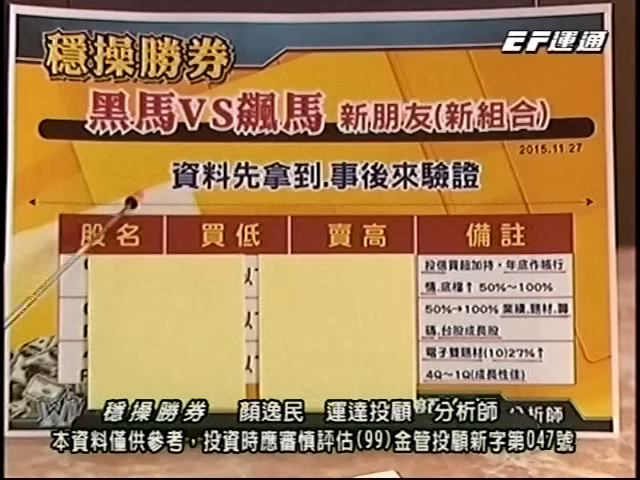 EF運通
穩操勝券
黑馬VS飆馬 新朋友(新組合)
2015.11.27
資料先拿到.事後來驗證
股名 買低 賣高 備註
投信買超加持,年底作帳行
情.底檔↑50%～100%
50%→100%業績.題材.籌
碼.台股成長股
電子雙題材(10)27%↑
4Q～1Q(成長性佳)
分析師
穩操勝券 顏逸民 運達投顧 分析師
本資料僅供參考,投資時應審慎評估(99)金管投顧新字第047號